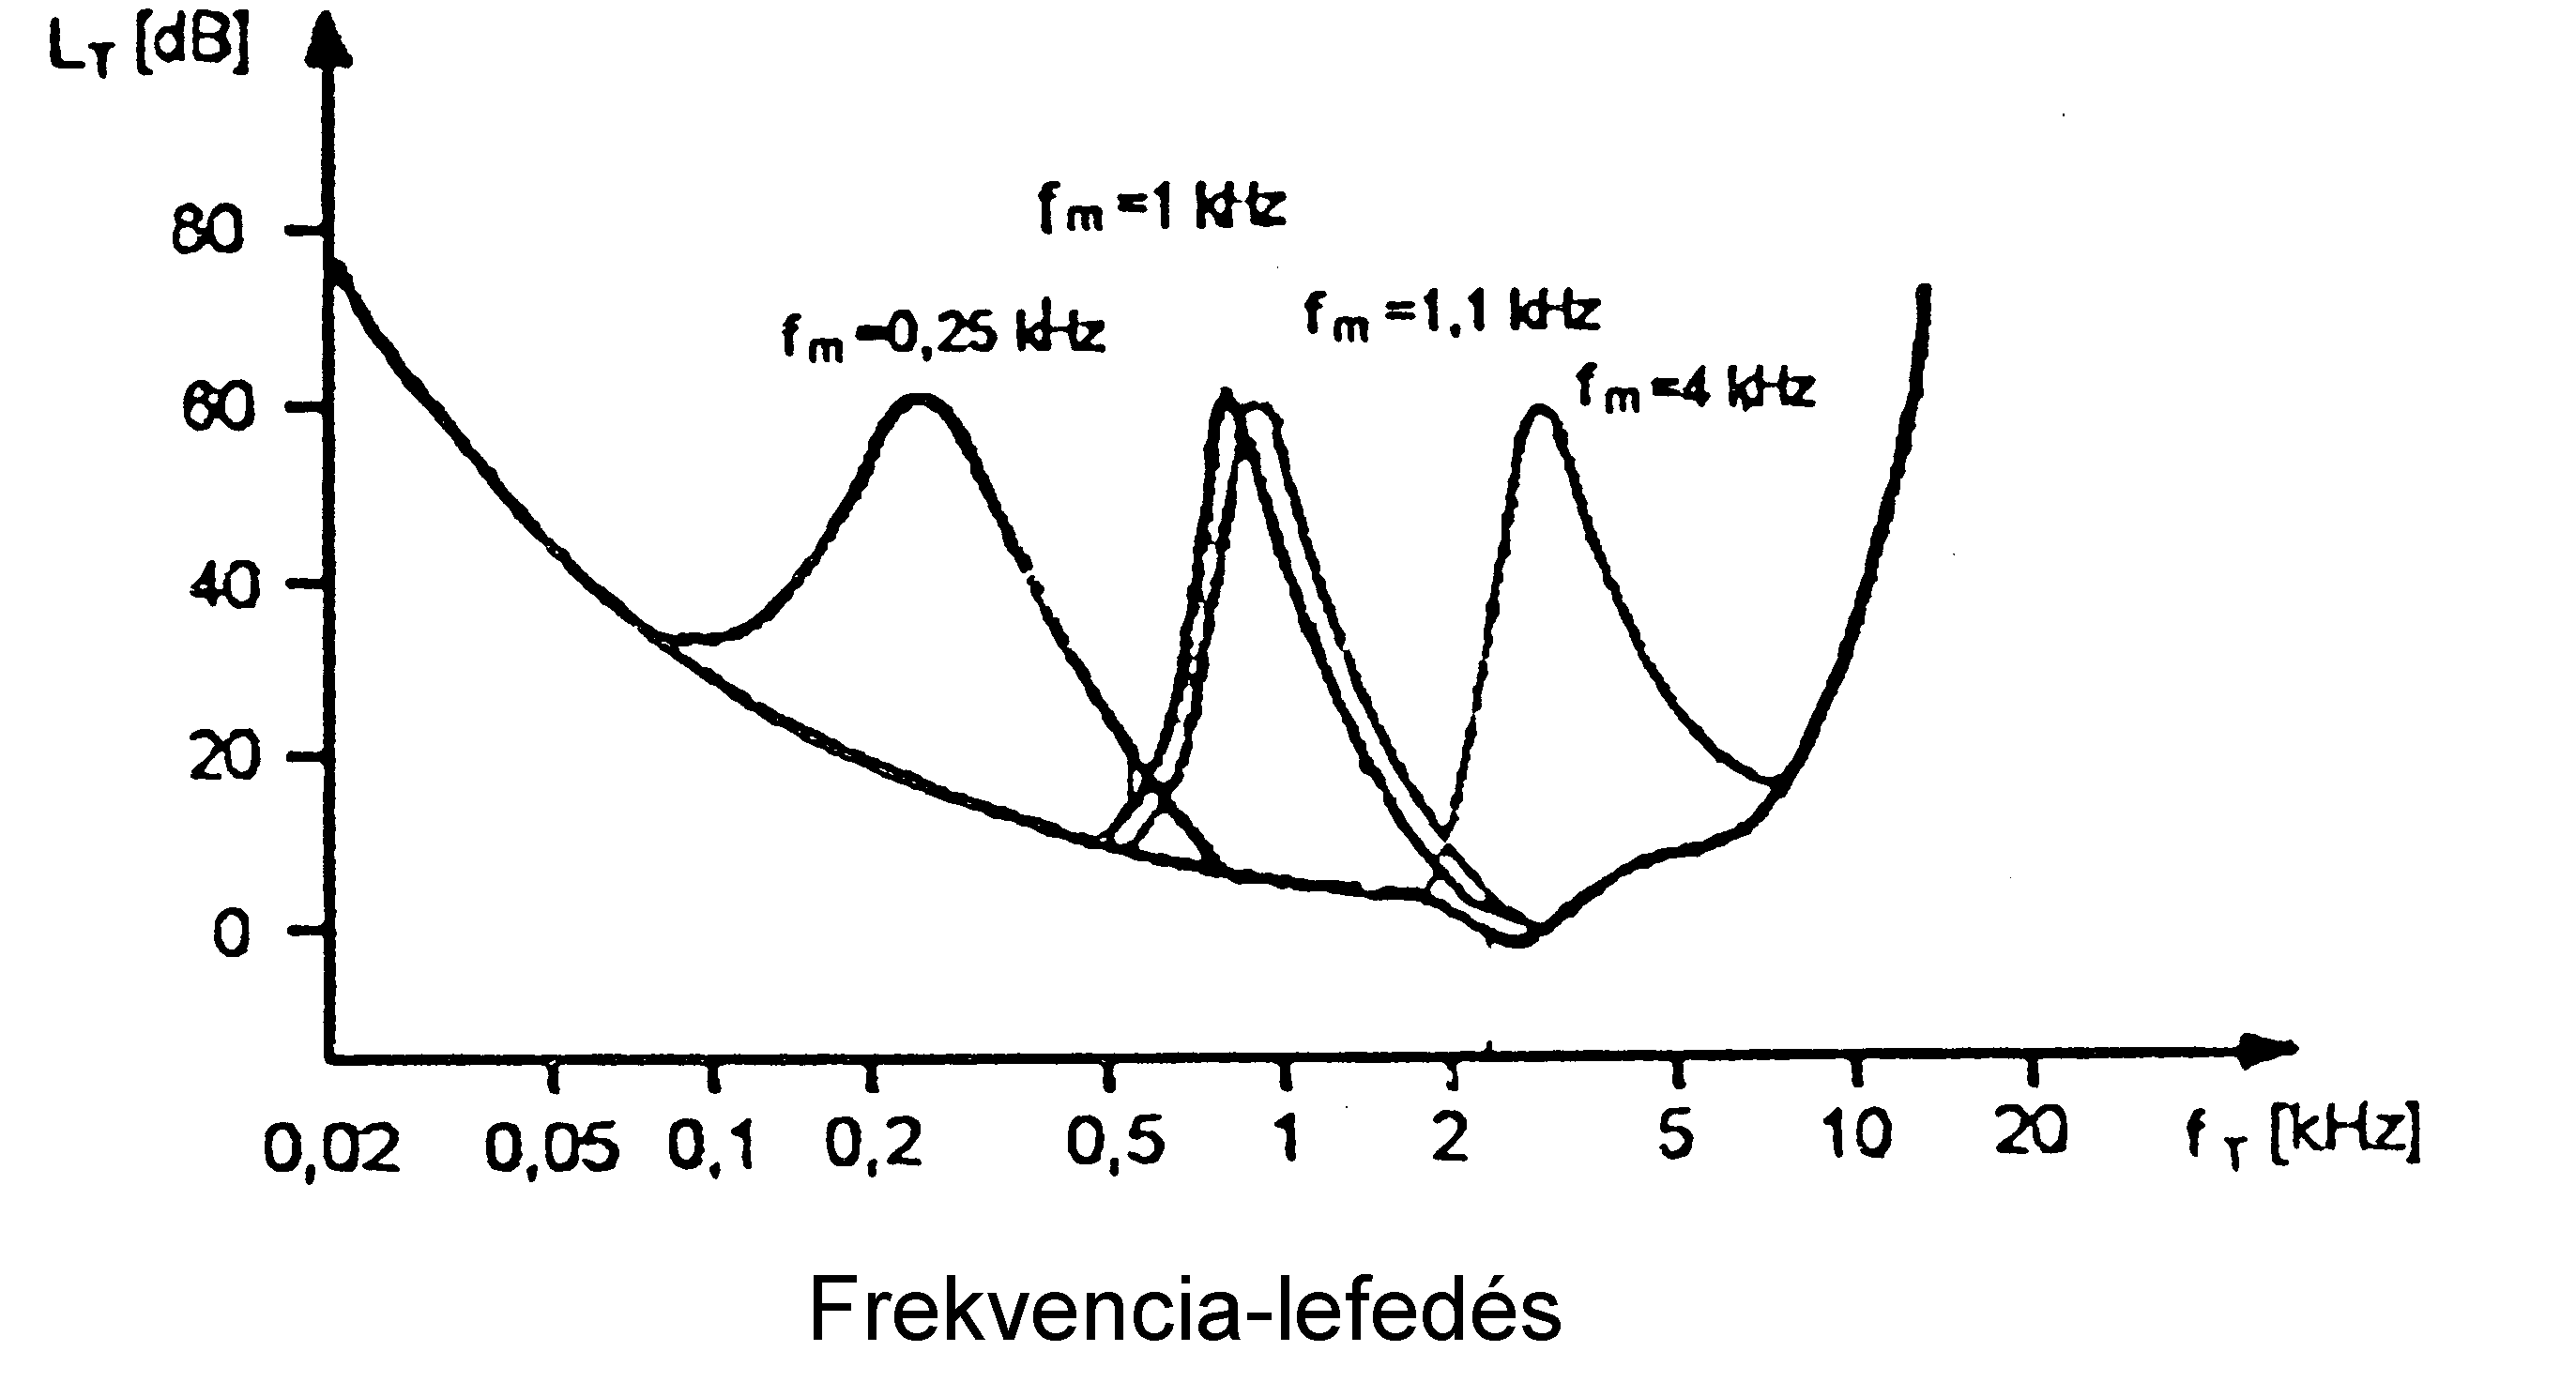 L_T [dB]
f_m=1 kHz
f_m=0,25 kHz
f_m=1,1 kHz
f_m=4 kHz
80
60
40
20
0
0,02 0,05 0,1 0,2 0,5 1 2 5 10 20 f_T [kHz]
Frekvencia-lefedés